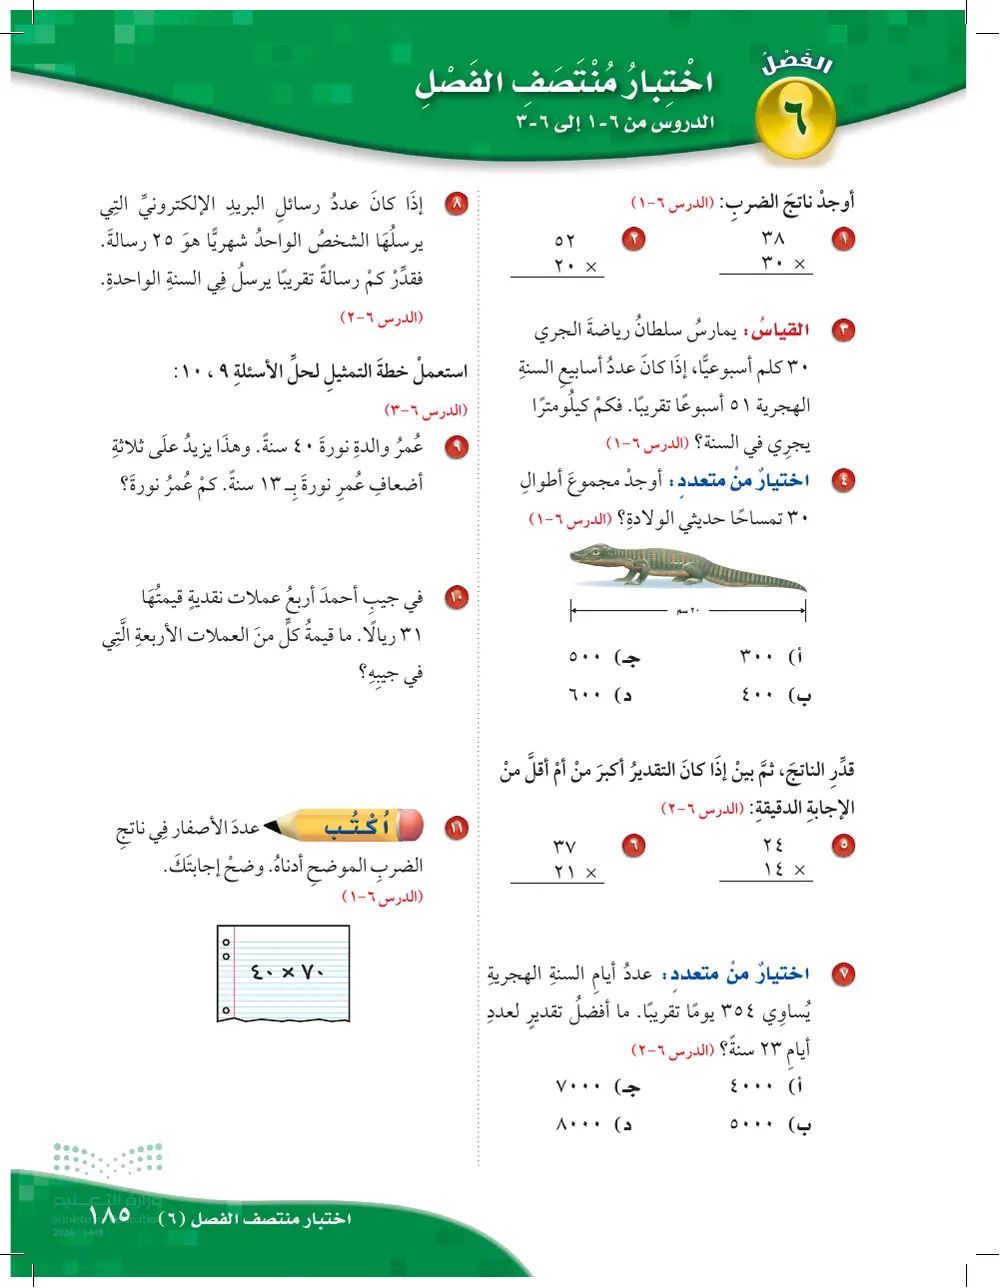 الفَصْلُ
٦
اخْتِبارُ مُنْتَصَفِ الفَصْلِ
الدروس من ٦-١ إلى ٦-٣
أوجدْ ناتجَ الضربِ: (الدرس ٦-١)
١ ٣٨
× ٣٠
٢ ٥٢
× ٢٠
٣ القياسُ: يمارسُ سلطانُ رياضةَ الجري
٣٠ كلم أسبوعيًّا، إذَا كانَ عددُ أسابيعِ السنةِ
الهجرية ٥١ أسبوعًا تقريبًا. فكمْ كيلُومترًا
يجرِي في السنة؟ (الدرس ٦-١)
٤ اختيارٌ منْ متعددٍ: أوجدْ مجموعَ أطوالِ
٣٠ تمساحًا حديثي الولادةِ؟ (الدرس ٦-١)
٢٠ سم
أ) ٣٠٠ جـ) ٥٠٠
ب) ٤٠٠ د) ٦٠٠
قدِّرِ الناتجَ، ثمَّ بينْ إذَا كانَ التقديرُ أكبرَ منْ أمْ أقلَّ منْ
الإجابةِ الدقيقةِ: (الدرس ٦-٢)
٥ ٢٤
× ١٤
٦ ٣٧
× ٢١
٧ اختيارٌ منْ متعددٍ: عددُ أيامِ السنةِ الهجريةِ
يُساوِي ٣٥٤ يومًا تقريبًا. ما أفضلُ تقديرٍ لعددِ
أيامِ ٢٣ سنةً؟ (الدرس ٦-٢)
أ) ٤٠٠٠ جـ) ٧٠٠٠
ب) ٥٠٠٠ د) ٨٠٠٠
٨ إذَا كانَ عددُ رسائلِ البريدِ الإلكترونيِّ التِي
يرسلُهَا الشخصُ الواحدُ شهريًّا هوَ ٢٥ رسالةً.
فقدِّرْ كمْ رسالةً تقريبًا يرسلُ فِي السنةِ الواحدةِ.
(الدرس ٦-٢)
استعملْ خطةَ التمثيلِ لحلِّ الأسئلةِ ٩ ، ١٠:
(الدرس ٦-٣)
٩ عُمرُ والدةِ نورةَ ٤٠ سنةً. وهذَا يزيدُ علَى ثلاثةِ
أضعافِ عُمرِ نورةَ بِـ ١٣ سنةً. كمْ عُمرُ نورةَ؟
١٠ في جيبِ أحمدَ أربعُ عملات نقديةٍ قيمتُهَا
٣١ ريالًا. ما قيمةُ كلٍّ منَ العملات الأربعةِ الَّتِي
في جيبِهِ؟
١١ اُكْتُب عددَ الأصفار فِي ناتجِ
الضربِ الموضحِ أدناهُ. وضحْ إجابتَكَ.
(الدرس ٦-١)
٧٠ × ٤٠
وزارة التعليم
2026 - 1448
اختبار منتصف الفصل (٦) ١٨٥